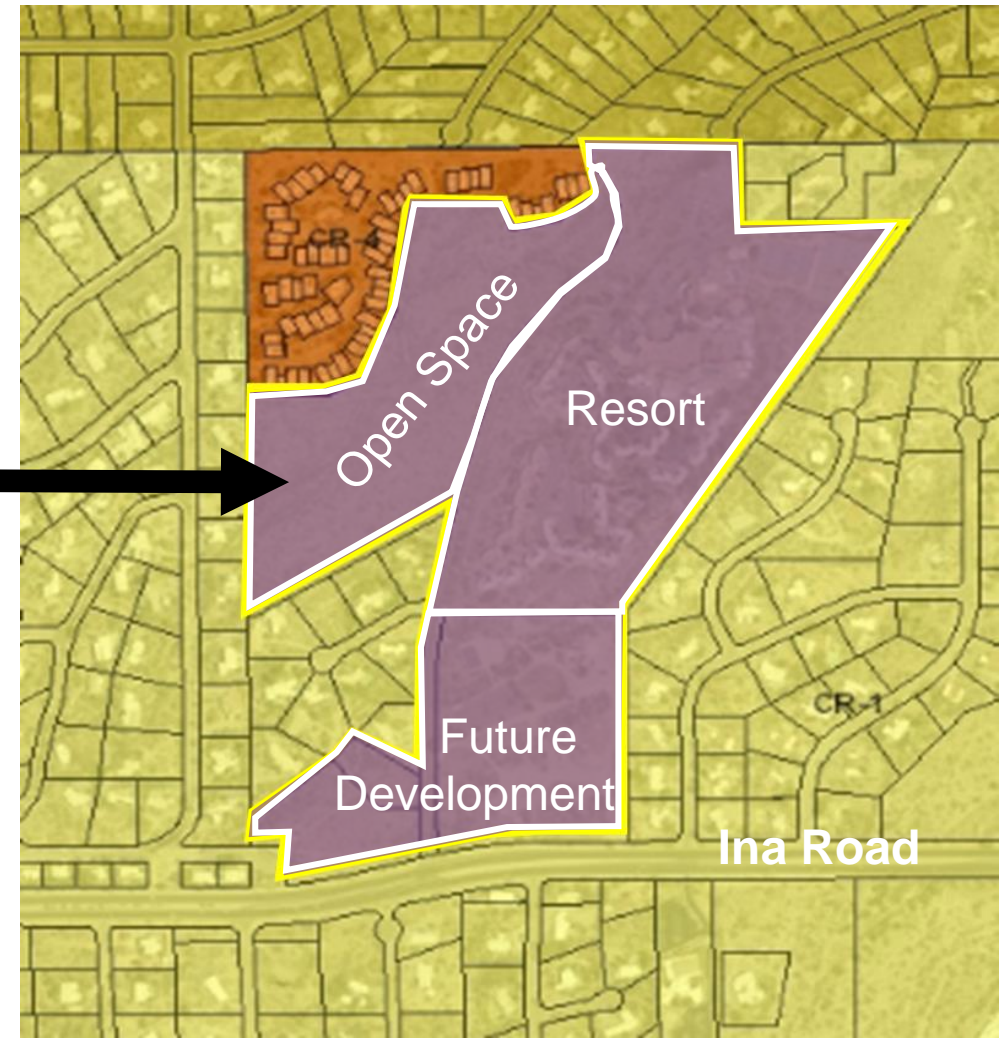 CR-4
Open Space
Resort
CR-1
Future
Development
Ina Road